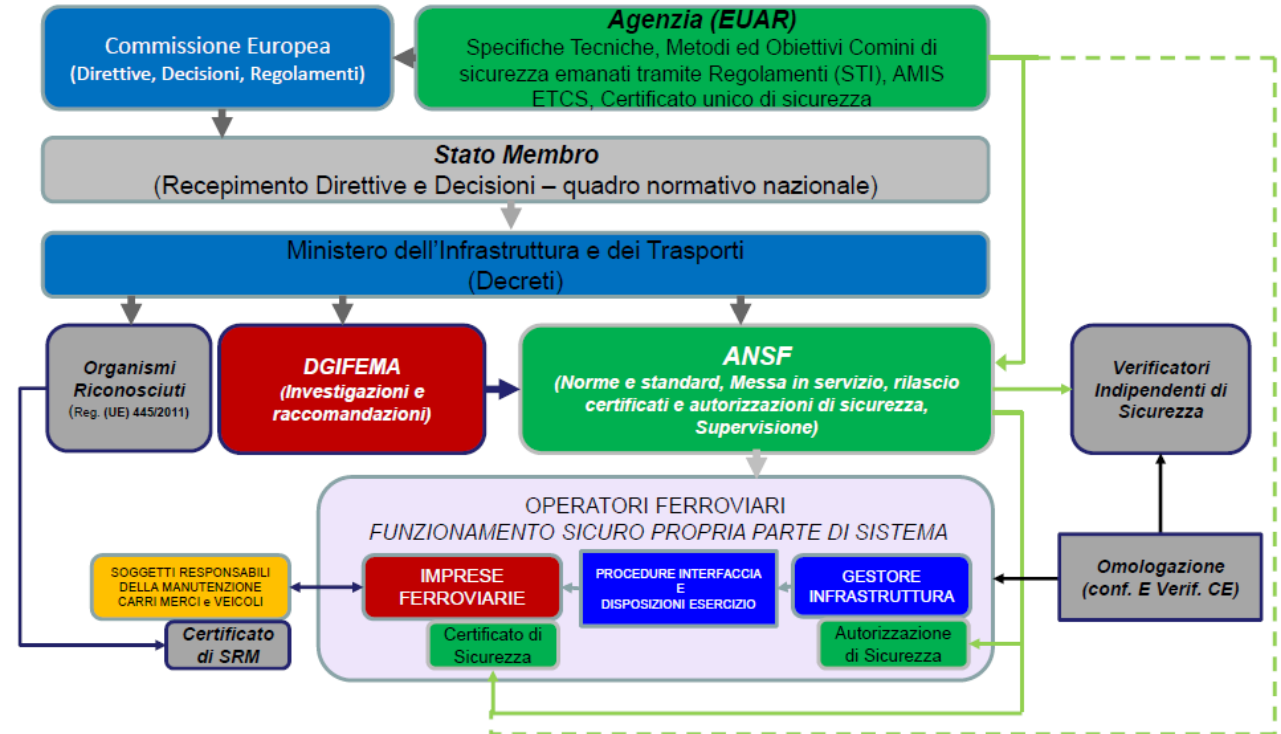 Commissione Europea
(Direttive, Decisioni, Regolamenti)
Agenzia (EUAR)
Specifiche Tecniche, Metodi ed Obiettivi Comini di
sicurezza emanati tramite Regolamenti (STI), AMIS
ETCS, Certificato unico di sicurezza
Stato Membro
(Recepimento Direttive e Decisioni – quadro normativo nazionale)
Ministero dell'Infrastruttura e dei Trasporti
(Decreti)
Organismi
Riconosciuti
(Reg. (UE) 445/2011)
DGIFEMA
(Investigazioni e
raccomandazioni)
ANSF
(Norme e standard, Messa in servizio, rilascio
certificati e autorizzazioni di sicurezza,
Supervisione)
Verificatori
Indipendenti di
Sicurezza
OPERATORI FERROVIARI
FUNZIONAMENTO SICURO PROPRIA PARTE DI SISTEMA
SOGGETTI RESPONSABILI
DELLA MANUTENZIONE
CARRI MERCI e VEICOLI
Certificato
di SRM
IMPRESE
FERROVIARIE
Certificato di
Sicurezza
PROCEDURE INTERFACCIA
E
DISPOSIZIONI ESERCIZIO
GESTORE
INFRASTRUTTURA
Autorizzazione
di Sicurezza
Omologazione
(conf. E Verif. CE)